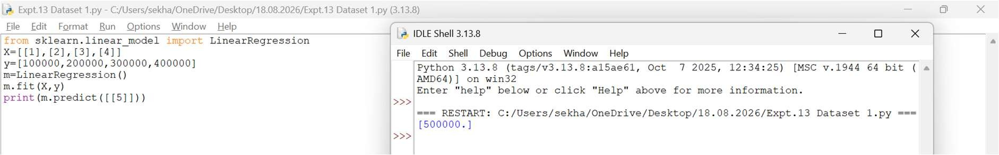 Expt.13 Dataset 1.py - C:/Users/sekha/OneDrive/Desktop/18.08.2026/Expt.13 Dataset 1.py (3.13.8)
File Edit Format Run Options Window Help
from sklearn.linear_model import LinearRegression
X=[[1],[2],[3],[4]]
y=[100000,200000,300000,400000]
m=LinearRegression()
m.fit(X,y)
print(m.predict([[5]]))
IDLE Shell 3.13.8
File Edit Shell Debug Options Window Help
Python 3.13.8 (tags/v3.13.8:a15ae61, Oct  7 2025, 12:34:25) [MSC v.1944 64 bit (
AMD64)] on win32
Enter "help" below or click "Help" above for more information.
>>>
=== RESTART: C:/Users/sekha/OneDrive/Desktop/18.08.2026/Expt.13 Dataset 1.py ===
[500000.]
>>>